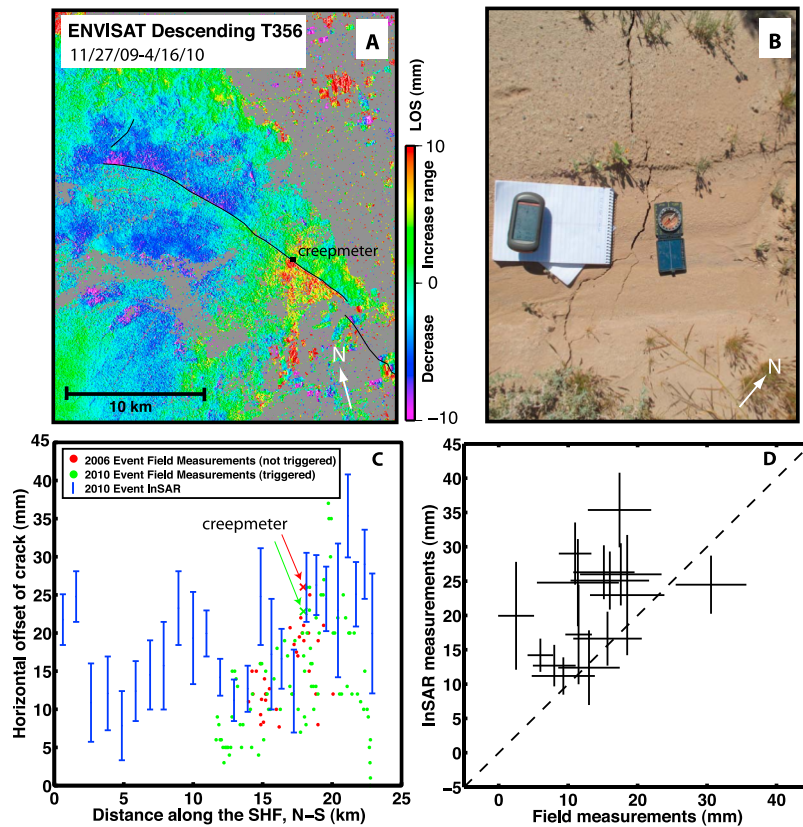 ENVISAT Descending T356
11/27/09-4/16/10
A
creepmeter
N
10 km
LOS (mm)
10
Increase range
0
Decrease
−10
B
N
C
2006 Event Field Measurements (not triggered)
2010 Event Field Measurements (triggered)
2010 Event InSAR
creepmeter
Horizontal offset of crack (mm)
45
40
35
30
25
20
15
10
5
0
0 5 10 15 20 25
Distance along the SHF, N−S (km)
D
InSAR measurements (mm)
45
40
35
30
25
20
15
10
5
0
−5
0 10 20 30 40
Field measurements (mm)